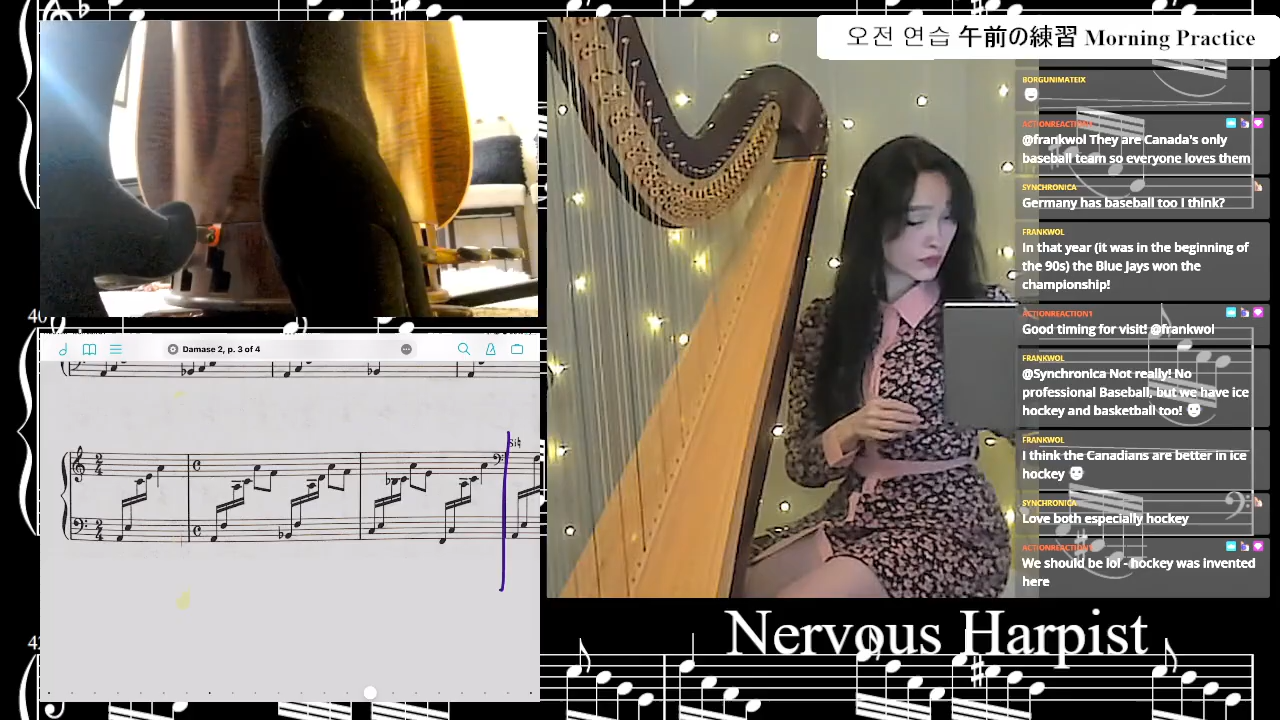 오전 연습 午前の練習 Morning Practice
BORGUNIMATEIX
ACTIONREACTION1
@frankwol They are Canada's only
baseball team so everyone loves them
SYNCHRONICA
Germany has baseball too I think?
FRANKWOL
In that year (it was in the beginning of
the 90s) the Blue Jays won the
championship!
ACTIONREACTION1
Good timing for visit! @frankwol
FRANKWOL
@Synchronica Not really! No
professional Baseball, but we have ice
hockey and basketball too!
FRANKWOL
I think the Canadians are better in ice
hockey
SYNCHRONICA
Love both especially hockey
ACTIONREACTION1
We should be lol - hockey was invented
here
Damase 2, p. 3 of 4
Si♮
Nervous Harpist